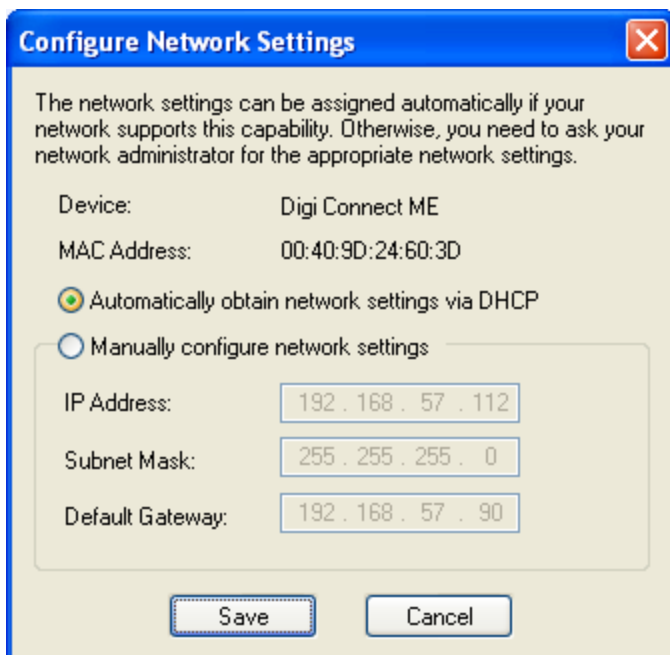 Configure Network Settings
The network settings can be assigned automatically if your
network supports this capability. Otherwise, you need to ask your
network administrator for the appropriate network settings.
Device: Digi Connect ME
MAC Address: 00:40:9D:24:60:3D
Automatically obtain network settings via DHCP
Manually configure network settings
IP Address: 192 . 168 . 57 . 112
Subnet Mask: 255 . 255 . 255 . 0
Default Gateway: 192 . 168 . 57 . 90
Save Cancel